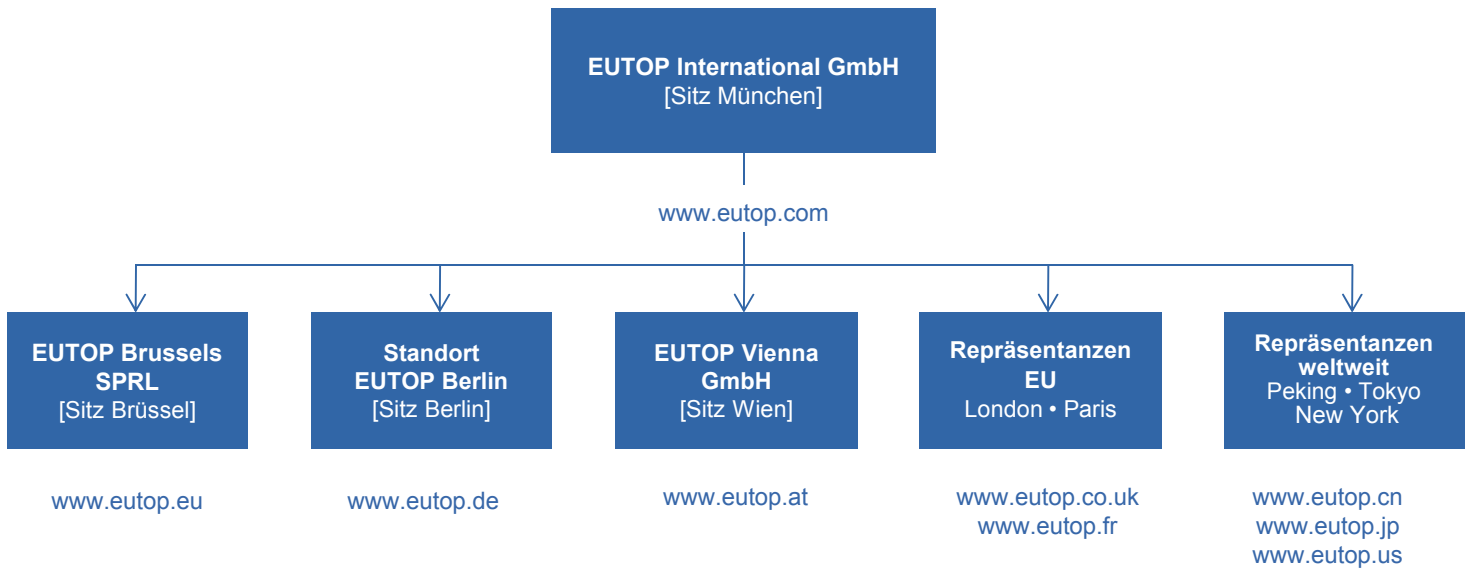 EUTOP International GmbH
[Sitz München]
www.eutop.com
EUTOP Brussels
SPRL
[Sitz Brüssel]
www.eutop.eu
Standort
EUTOP Berlin
[Sitz Berlin]
www.eutop.de
EUTOP Vienna
GmbH
[Sitz Wien]
www.eutop.at
Repräsentanzen
EU
London • Paris
www.eutop.co.uk
www.eutop.fr
Repräsentanzen
weltweit
Peking • Tokyo
New York
www.eutop.cn
www.eutop.jp
www.eutop.us